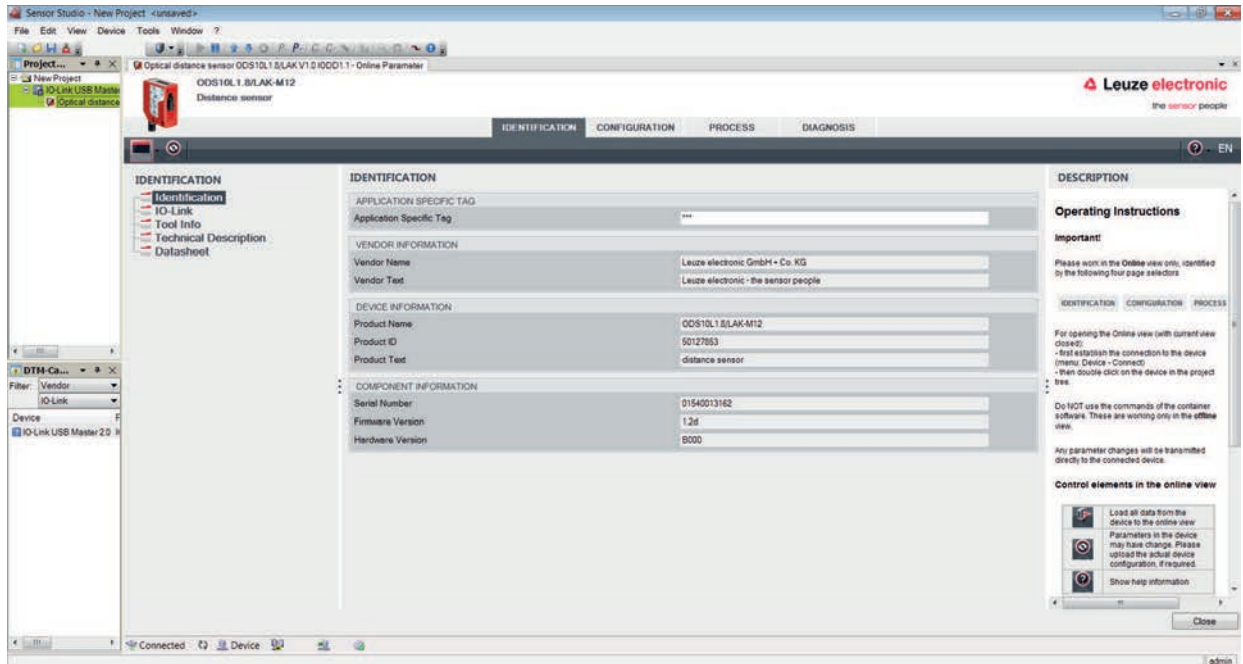 Sensor Studio - New Project <unsaved>
File Edit View Device Tools Window ?
Project...
Optical distance sensor ODS10L1.8/LAK V1.0 IODD1.1 - Online Parameter
New Project
IO-Link USB Master
Optical distance
ODS10L1.8/LAK-M12
Distance sensor
Leuze electronic
the sensor people
IDENTIFICATION CONFIGURATION PROCESS DIAGNOSIS
EN
IDENTIFICATION
Identification
IO-Link
Tool Info
Technical Description
Datasheet
IDENTIFICATION
APPLICATION SPECIFIC TAG
Application Specific Tag ***
VENDOR INFORMATION
Vendor Name Leuze electronic GmbH + Co. KG
Vendor Text Leuze electronic - the sensor people
DEVICE INFORMATION
Product Name ODS10L1.8/LAK-M12
Product ID 50127853
Product Text distance sensor
COMPONENT INFORMATION
Serial Number 01540013162
Firmware Version 1.2d
Hardware Version B000
DESCRIPTION
Operating Instructions
Important!
Please work in the Online view only, identified
by the following four page selectors
IDENTIFICATION CONFIGURATION PROCESS
For opening the Online view (with current view
closed):
- first establish the connection to the device
(menu: Device - Connect)
- then double click on the device in the project
tree.
Do NOT use the commands of the container
software. These are working only in the offline
view.
Any parameter changes will be transmitted
directly to the connected device.
Control elements in the online view
Load all data from the
device to the online view
Parameters in the device
may have change. Please
upload the actual device
configuration, if required.
Show help information
Close
DTM-Ca...
Filter: Vendor
IO-Link
Device
IO-Link USB Master 2.0
Connected Device
admin